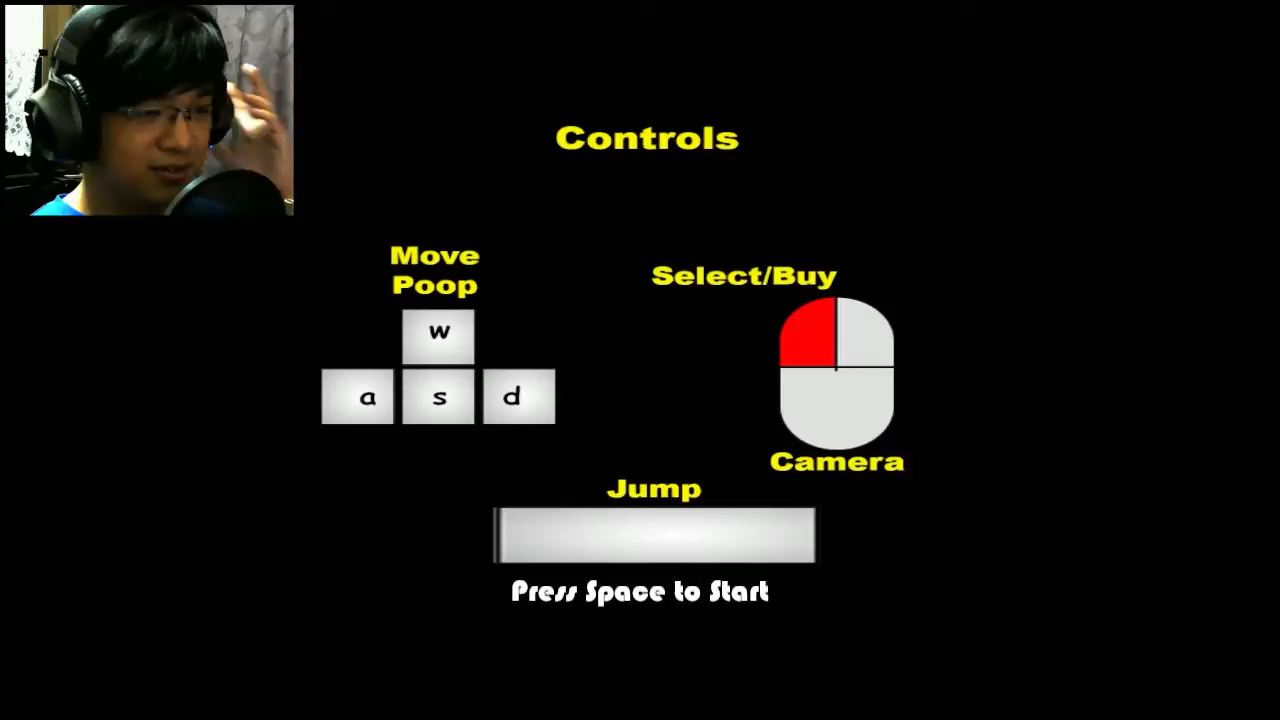 Controls
Move
Poop
Select/Buy
w
a s d
Camera
Jump
Press Space to Start